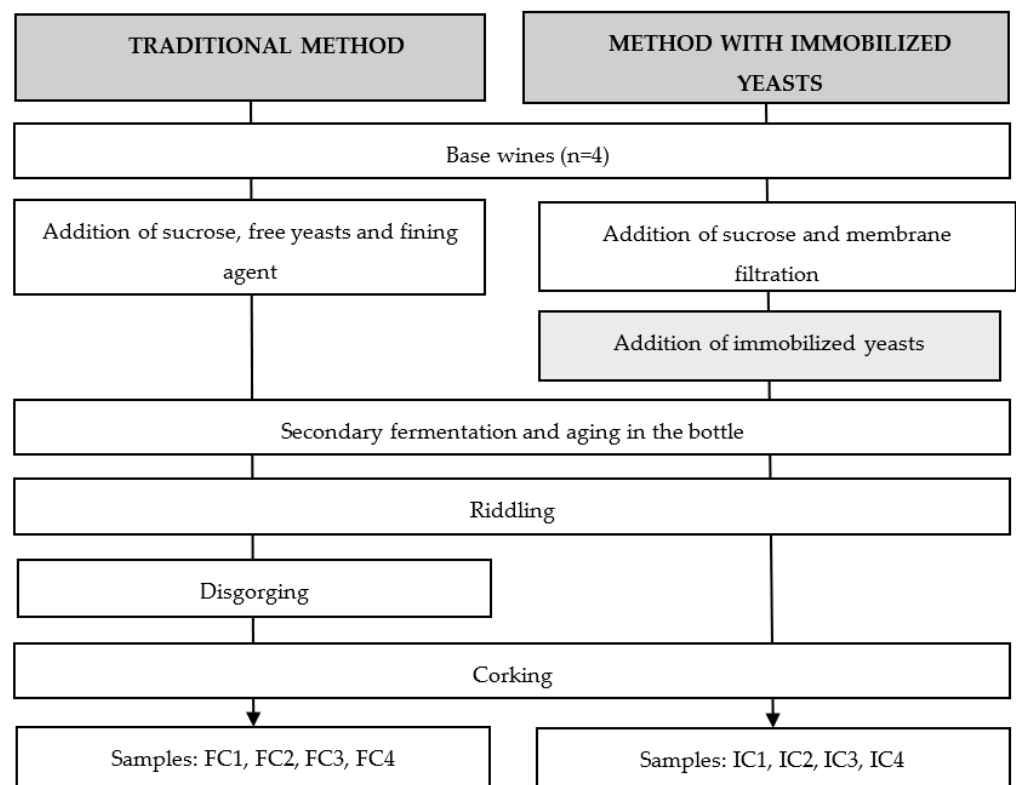 TRADITIONAL METHOD
METHOD WITH IMMOBILIZED
YEASTS
Base wines (n=4)
Addition of sucrose, free yeasts and fining
agent
Addition of sucrose and membrane
filtration
Addition of immobilized yeasts
Secondary fermentation and aging in the bottle
Riddling
Disgorging
Corking
Samples: FC1, FC2, FC3, FC4
Samples: IC1, IC2, IC3, IC4